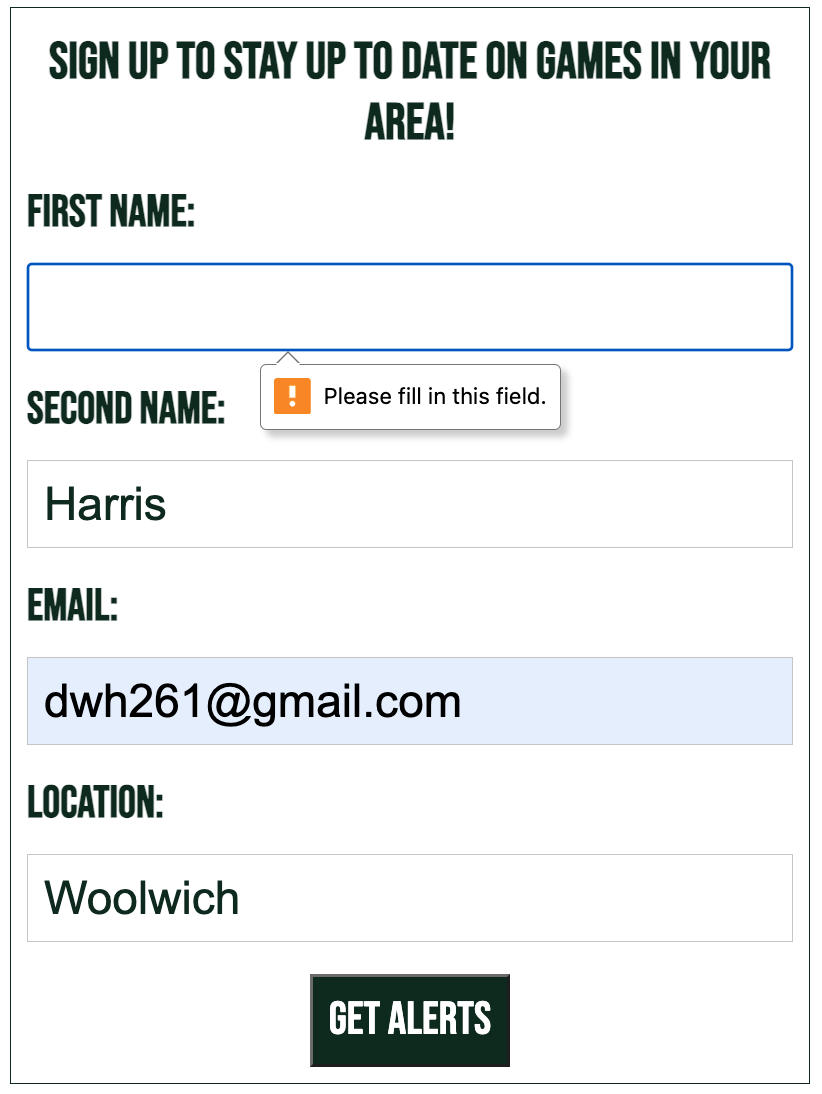 SIGN UP TO STAY UP TO DATE ON GAMES IN YOUR
AREA!
FIRST NAME:
Please fill in this field.
SECOND NAME:
Harris
EMAIL:
dwh261@gmail.com
LOCATION:
Woolwich
GET ALERTS